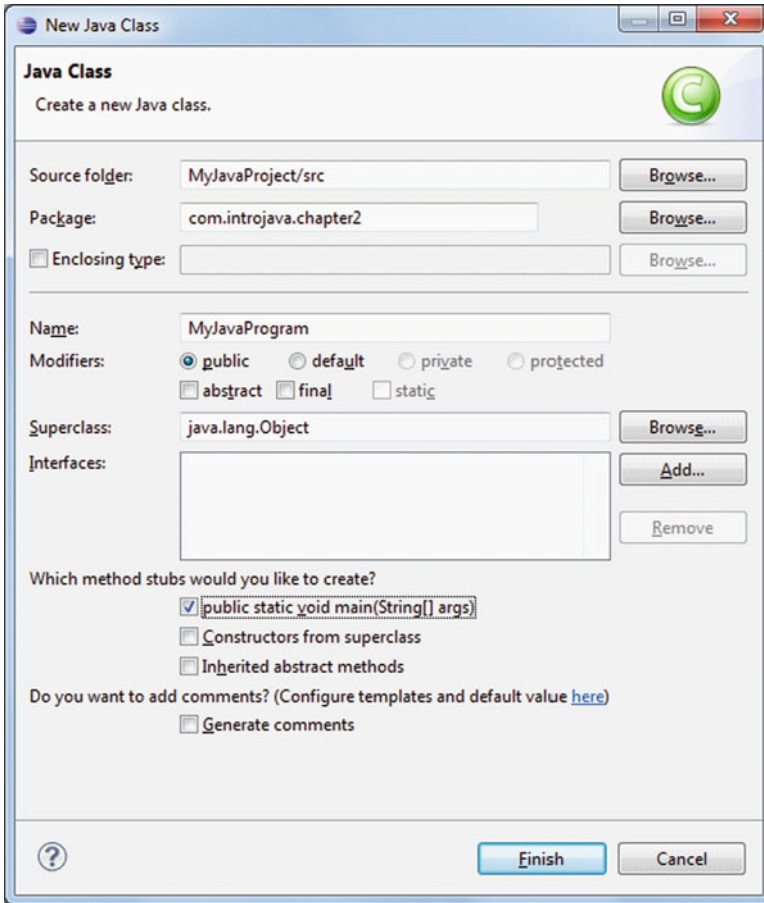 New Java Class
Java Class
Create a new Java class.
C
Source folder: MyJavaProject/src Browse...
Package: com.introjava.chapter2 Browse...
Enclosing type: Browse...
Name: MyJavaProgram
Modifiers: public default private protected
abstract final static
Superclass: java.lang.Object Browse...
Interfaces: Add...
Remove
Which method stubs would you like to create?
public static void main(String[] args)
Constructors from superclass
Inherited abstract methods
Do you want to add comments? (Configure templates and default value here)
Generate comments
? Finish Cancel